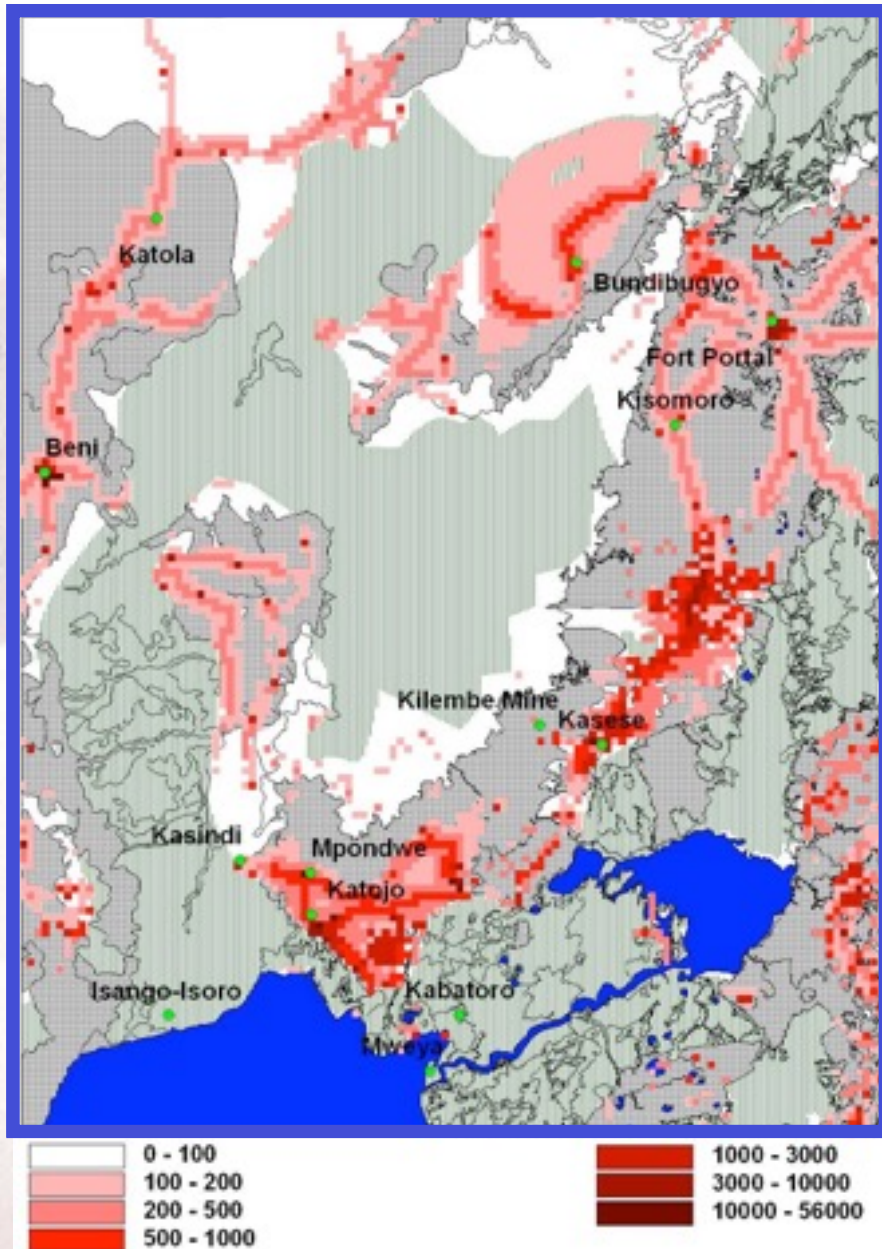 Katola
Bundibugyo
Fort Portal
Kisomoro
Beni
Kilembe Mine
Kasese
Kasindi
Mpondwe
Katojo
Isango-Isoro
Kabatoro
Mweya
0 - 100
100 - 200
200 - 500
500 - 1000
1000 - 3000
3000 - 10000
10000 - 56000